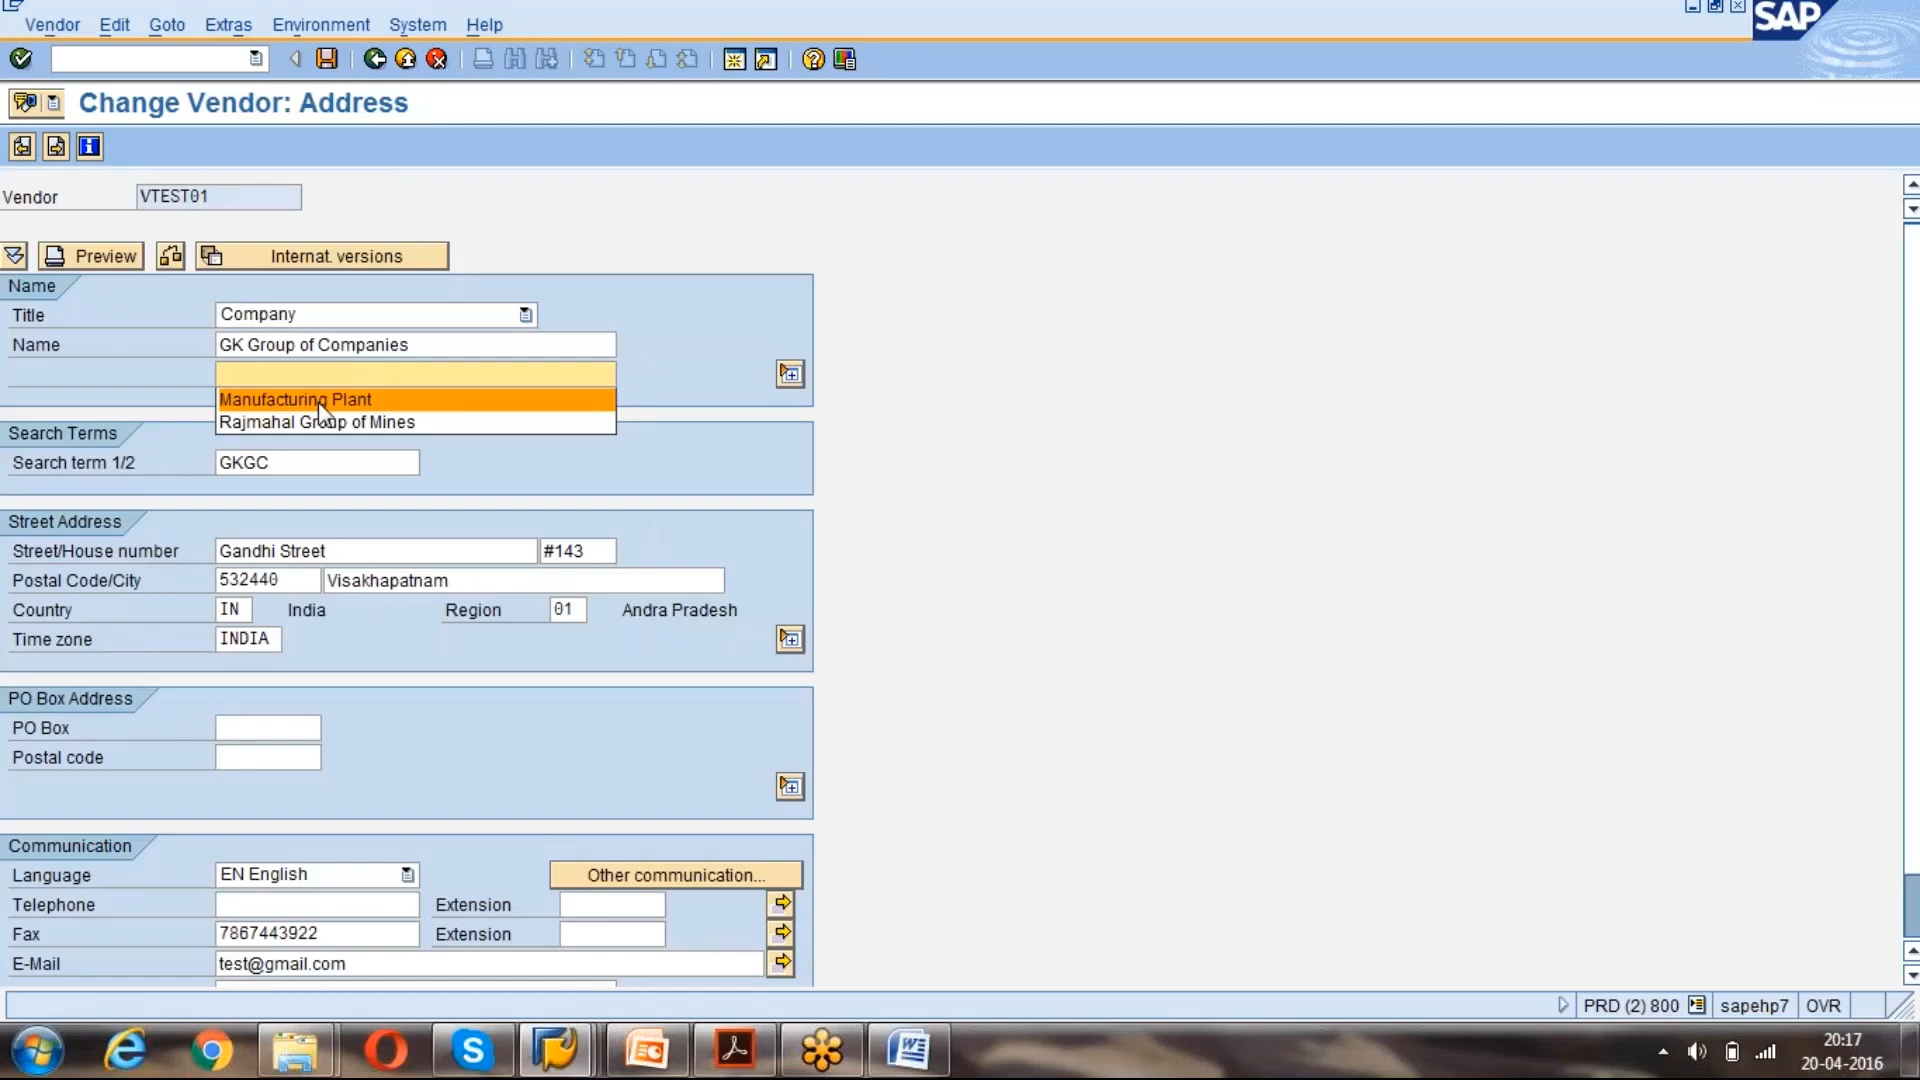 Vendor Edit Goto Extras Environment System Help
SAP
Change Vendor: Address
Vendor VTEST01
Preview Internat. versions
Name
Title Company
Name GK Group of Companies
Manufacturing Plant
Rajmahal Group of Mines
Search Terms
Search term 1/2 GKGC
Street Address
Street/House number Gandhi Street #143
Postal Code/City 532440 Visakhapatnam
Country IN India Region 01 Andra Pradesh
Time zone INDIA
PO Box Address
PO Box
Postal code
Communication
Language EN English Other communication...
Telephone Extension
Fax 7867443922 Extension
E-Mail test@gmail.com
PRD (2) 800 sapehp7 OVR
20:17
20-04-2016